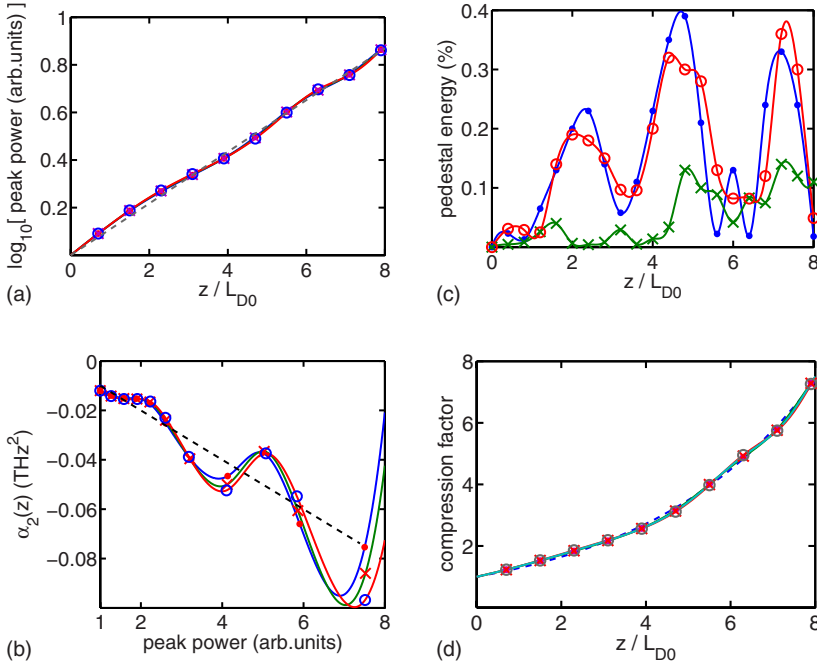 log10[ peak power (arb.units) ]
1
0.8
0.6
0.4
0.2
0 2 4 6 8
z / LD0
(a)
pedestal energy (%)
0.4
0.3
0.2
0.1
0
0 2 4 6 8
z / LD0
(c)
α2(z) (THz²)
0
−0.02
−0.04
−0.06
−0.08
1 2 4 6 8
peak power (arb.units)
(b)
compression factor
8
6
4
2
0 2 4 6 8
z / LD0
(d)